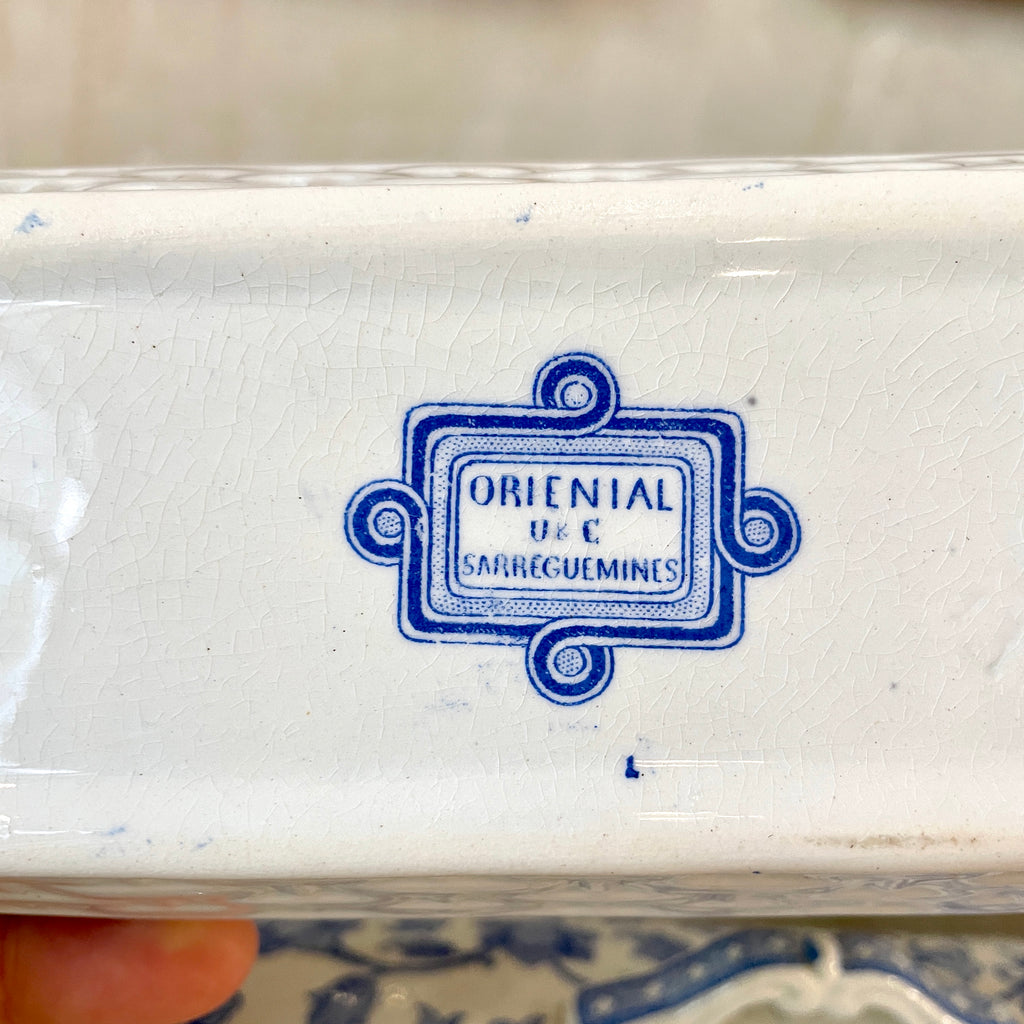 ORIENTAL
U & C
SARREGUEMINES
L